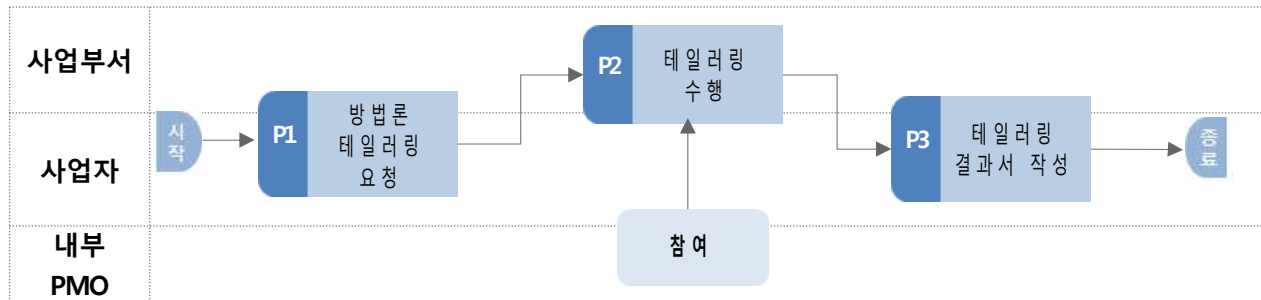 사업부서
P2
테일러링
수행
사업자
시
작
P1
방법론
테일러링
요청
P3
테일러링
결과서 작성
종
료
내부
PMO
참여